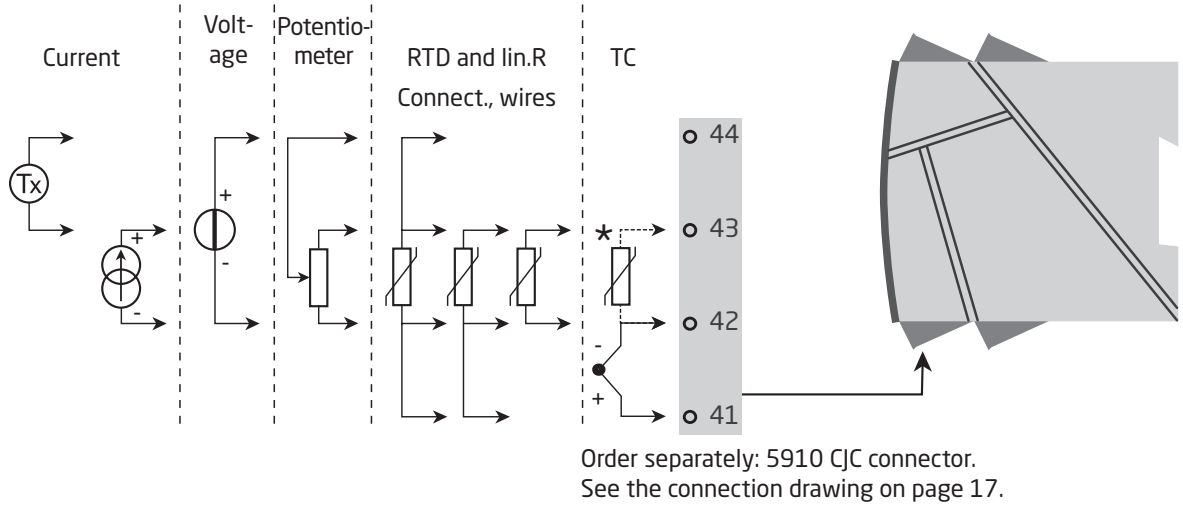 Current
Volt-
age
Potentio-
meter
RTD and lin.R
Connect., wires
TC
Tx
+
-
+
-
*
-
+
44
43
42
41
Order separately: 5910 CJC connector.
See the connection drawing on page 17.